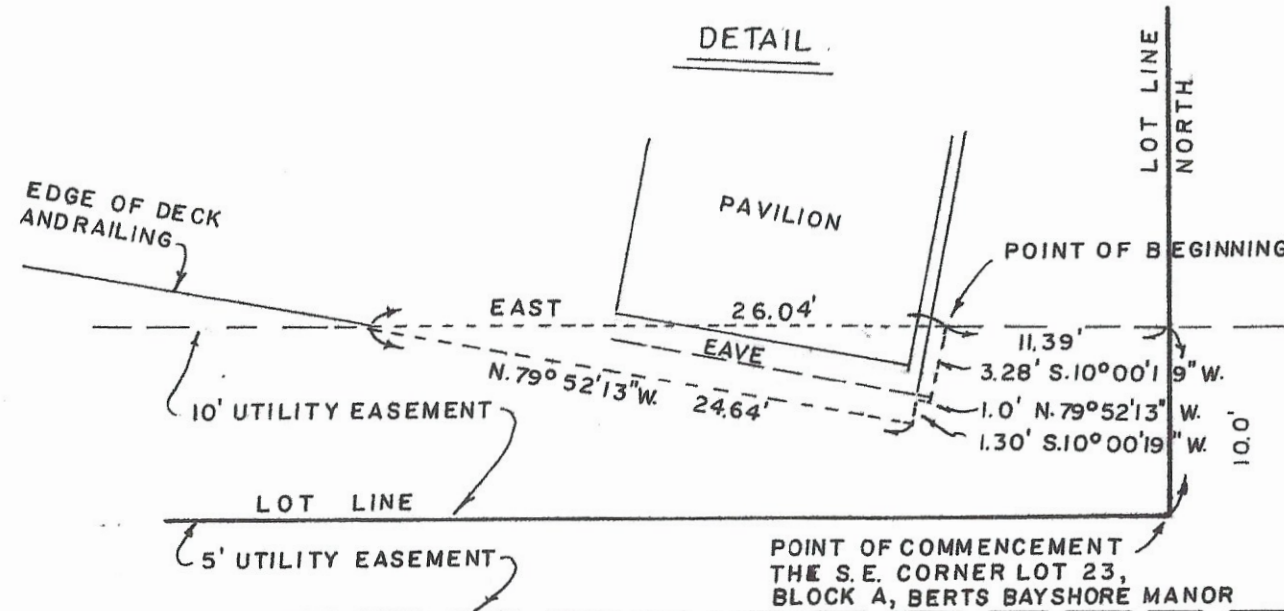 DETAIL
LOT LINE
NORTH
EDGE OF DECK
ANDRAILING
PAVILION
POINT OF BEGINNING
EAST
26.04'
11.39'
EAVE
3.28' S.10°00'19"W.
N.79°52'13"W.
24.64'
1.0' N.79°52'13" W.
10' UTILITY EASEMENT
1.30' S.10°00'19"W.
10.0'
LOT LINE
5' UTILITY EASEMENT
POINT OF COMMENCEMENT
THE S.E. CORNER LOT 23,
BLOCK A, BERTS BAYSHORE MANOR